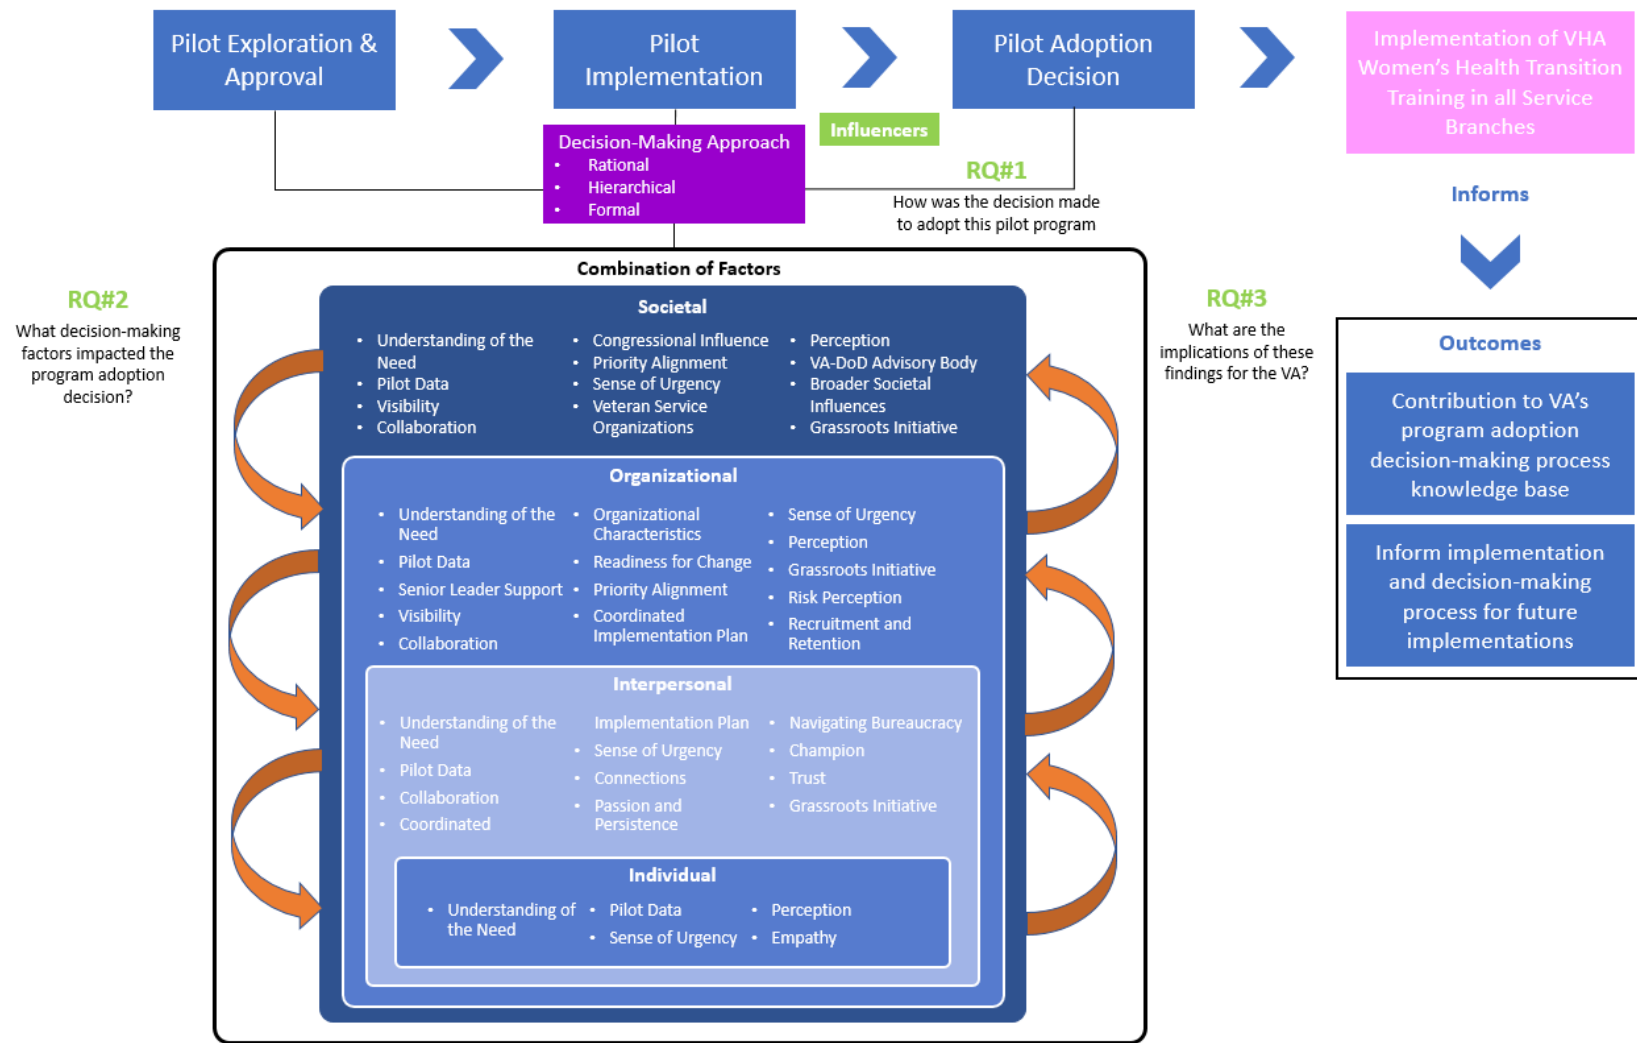 Pilot Exploration &
Approval
Pilot
Implementation
Pilot Adoption
Decision
Implementation of VHA
Women's Health Transition
Training in all Service
Branches
Influencers
Decision-Making Approach
• Rational
• Hierarchical
• Formal
RQ#1
How was the decision made
to adopt this pilot program
Informs
RQ#2
What decision-making
factors impacted the
program adoption
decision?
Combination of Factors
Societal
• Understanding of the
Need
• Pilot Data
• Visibility
• Collaboration
• Congressional Influence
• Priority Alignment
• Sense of Urgency
• Veteran Service
Organizations
• Perception
• VA-DoD Advisory Body
• Broader Societal
Influences
• Grassroots Initiative
Organizational
• Understanding of the
Need
• Pilot Data
• Senior Leader Support
• Visibility
• Collaboration
• Organizational
Characteristics
• Readiness for Change
• Priority Alignment
• Coordinated
Implementation Plan
• Sense of Urgency
• Perception
• Grassroots Initiative
• Risk Perception
• Recruitment and
Retention
Interpersonal
• Understanding of the
Need
• Pilot Data
• Collaboration
• Coordinated
Implementation Plan
• Sense of Urgency
• Connections
• Passion and
Persistence
• Navigating Bureaucracy
• Champion
• Trust
• Grassroots Initiative
Individual
• Understanding of
the Need
• Pilot Data
• Sense of Urgency
• Perception
• Empathy
RQ#3
What are the
implications of these
findings for the VA?
Outcomes
Contribution to VA's
program adoption
decision-making process
knowledge base
Inform implementation
and decision-making
process for future
implementations